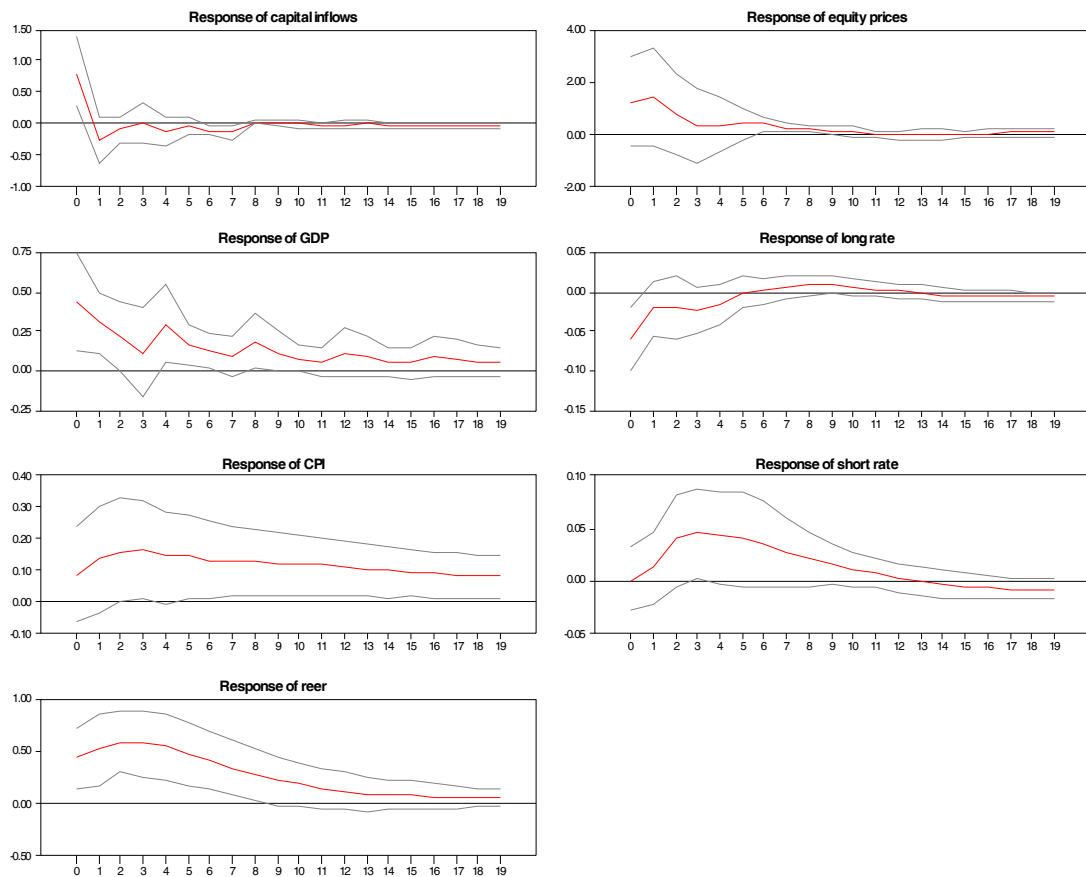 Response of capital inflows
1.50
1.00
0.50
0.00
-0.50
-1.00
0 1 2 3 4 5 6 7 8 9 10 11 12 13 14 15 16 17 18 19
Response of equity prices
4.00
2.00
0.00
-2.00
0 1 2 3 4 5 6 7 8 9 10 11 12 13 14 15 16 17 18 19
Response of GDP
0.75
0.50
0.25
0.00
-0.25
0 1 2 3 4 5 6 7 8 9 10 11 12 13 14 15 16 17 18 19
Response of long rate
0.05
0.00
-0.05
-0.10
-0.15
0 1 2 3 4 5 6 7 8 9 10 11 12 13 14 15 16 17 18 19
Response of CPI
0.40
0.30
0.20
0.10
0.00
-0.10
0 1 2 3 4 5 6 7 8 9 10 11 12 13 14 15 16 17 18 19
Response of short rate
0.10
0.05
0.00
-0.05
0 1 2 3 4 5 6 7 8 9 10 11 12 13 14 15 16 17 18 19
Response of reer
1.00
0.50
0.00
-0.50
0 1 2 3 4 5 6 7 8 9 10 11 12 13 14 15 16 17 18 19